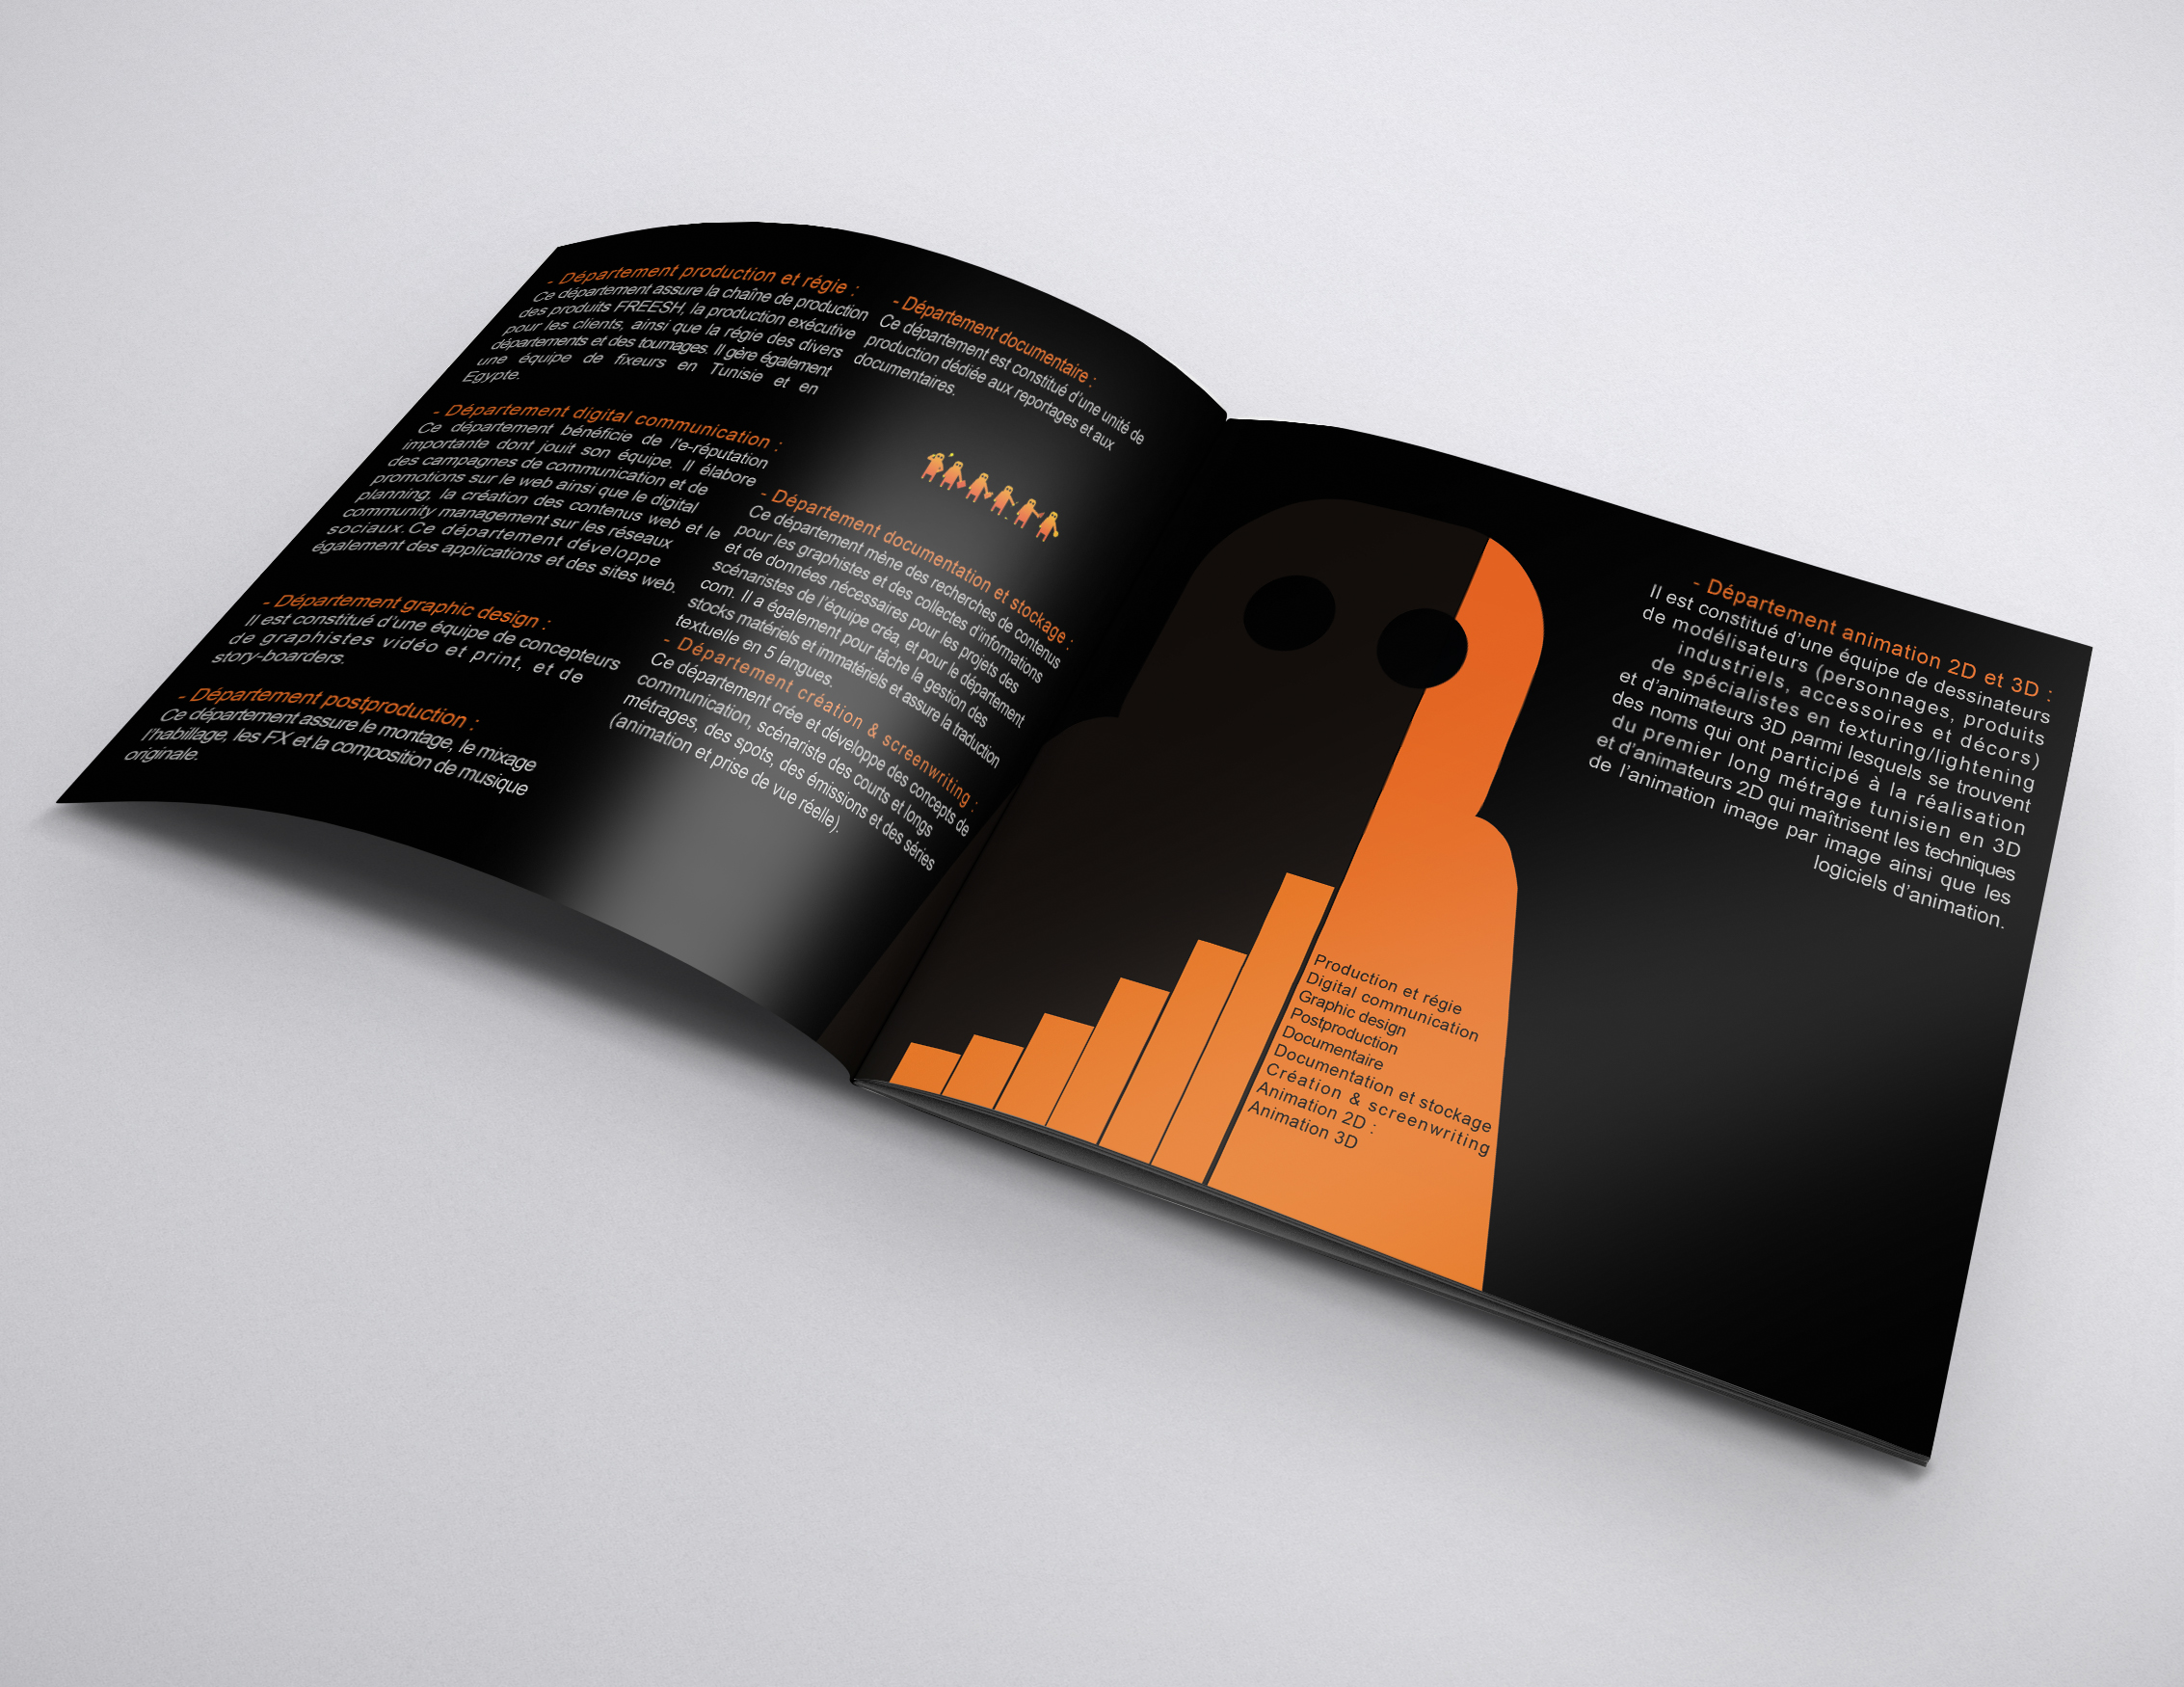 - Département production et régie :
Ce département assure la chaîne de production
des produits FREESH, la production exécutive
pour les clients, ainsi que la régie des divers
départements et des tournages. Il gère également
une équipe de fixeurs en Tunisie et en
Egypte.
- Département digital communication :
Ce département bénéficie de l'e-réputation
importante dont jouit son équipe. Il élabore
des campagnes de communication et de
promotions sur le web ainsi que le digital
planning, la création des contenus web et le
community management sur les réseaux
sociaux. Ce département développe
également des applications et des sites web.
- Département graphic design :
Il est constitué d'une équipe de concepteurs
de graphistes vidéo et print, et de
story-boarders.
- Département postproduction :
Ce département assure le montage, le mixage
l'habillage, les FX et la composition de musique
originale.
- Département documentaire :
Ce département est constitué d'une unité de
production dédiée aux reportages et aux
documentaires.
- Département documentation et stockage :
Ce département mène des recherches de contenus
pour les graphistes et des collectes d'informations
et de données nécessaires pour les projets des
scénaristes de l'équipe créa, et pour le département
com. Il a également pour tâche la gestion des
stocks matériels et immatériels et assure la traduction
textuelle en 5 langues.
- Département création & screenwriting :
Ce département crée et développe des concepts de
communication, scénariste des courts et longs
métrages, des spots, des émissions et des séries
(animation et prise de vue réelle).
- Département animation 2D et 3D :
Il est constitué d'une équipe de dessinateurs
de modélisateurs (personnages, produits
industriels, accessoires et décors)
de spécialistes en texturing/lightening
et d'animateurs 3D parmi lesquels se trouvent
des noms qui ont participé à la réalisation
du premier long métrage tunisien en 3D
et d'animateurs 2D qui maîtrisent les techniques
de l'animation image par image ainsi que les
logiciels d'animation.
Production et régie
Digital communication
Graphic design
Postproduction
Documentaire
Documentation et stockage
Création & screenwriting
Animation 2D :
Animation 3D